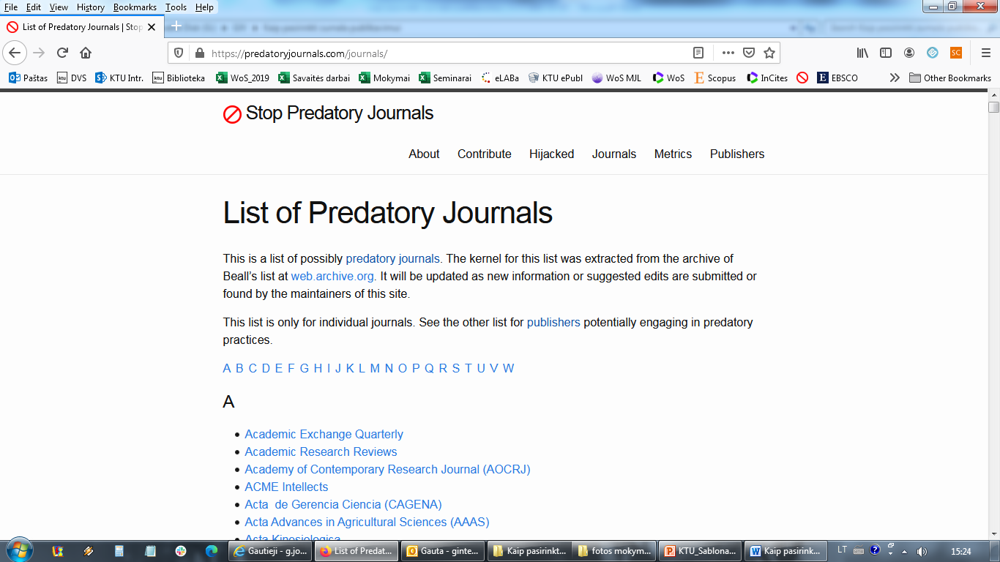 File Edit View History Bookmarks Tools Help
List of Predatory Journals | Stop
https://predatoryjournals.com/journals/
SC
Paštas DVS KTU Intr. Biblioteka WoS_2019 Savaitės darbai Mokymai Seminarai eLABa KTU ePubl WoS MJL WoS Scopus InCites EBSCO Other Bookmarks
Stop Predatory Journals
About Contribute Hijacked Journals Metrics Publishers
List of Predatory Journals
This is a list of possibly predatory journals. The kernel for this list was extracted from the archive of
Beall’s list at web.archive.org. It will be updated as new information or suggested edits are submitted or
found by the maintainers of this site.
This list is only for individual journals. See the other list for publishers potentially engaging in predatory
practices.
A B C D E F G H I J K L M N O P Q R S T U V W
A
Academic Exchange Quarterly
Academic Research Reviews
Academy of Contemporary Research Journal (AOCRJ)
ACME Intellects
Acta de Gerencia Ciencia (CAGENA)
Acta Advances in Agricultural Sciences (AAAS)
Acta Kinesiologica
Gautieji - g.jo... List of Predat... Gauta - ginte... Kaip pasirinkt... fotos mokym... KTU_Sablona... Kaip pasirink... LT 15:24